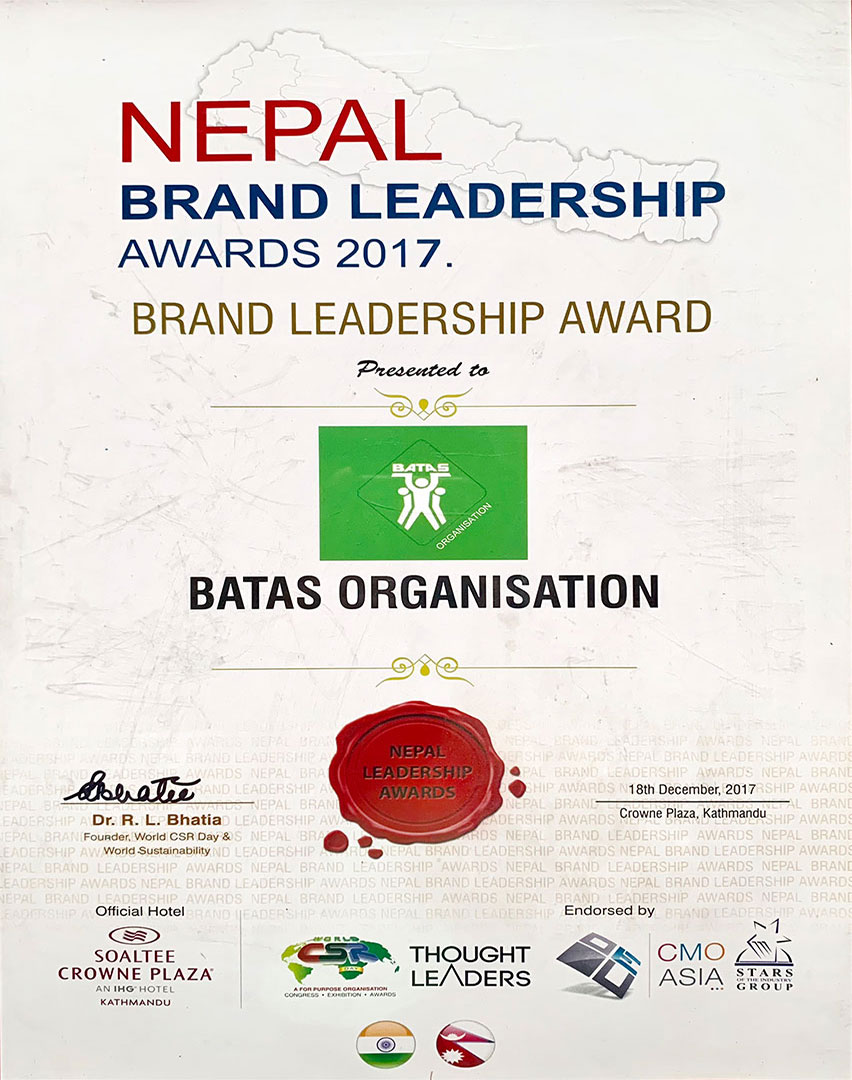 NEPAL
BRAND LEADERSHIP
AWARDS 2017.
BRAND LEADERSHIP AWARD
Presented to
BATAS
ORGANISATION
BATAS ORGANISATION
NEPAL
LEADERSHIP
AWARDS
Dr. R. L. Bhatia
Founder, World CSR Day &
World Sustainability
18th December, 2017
Crowne Plaza, Kathmandu
Official Hotel
SOALTEE
CROWNE PLAZA
AN IHG® HOTEL
KATHMANDU
WORLD
CSR
DAY
A FOR PURPOSE ORGANISATION
CONGRESS • EXHIBITION • AWARDS
THOUGHT
LEADERS
Endorsed by
CMO
ASIA
STARS
OF THE INDUSTRY
GROUP